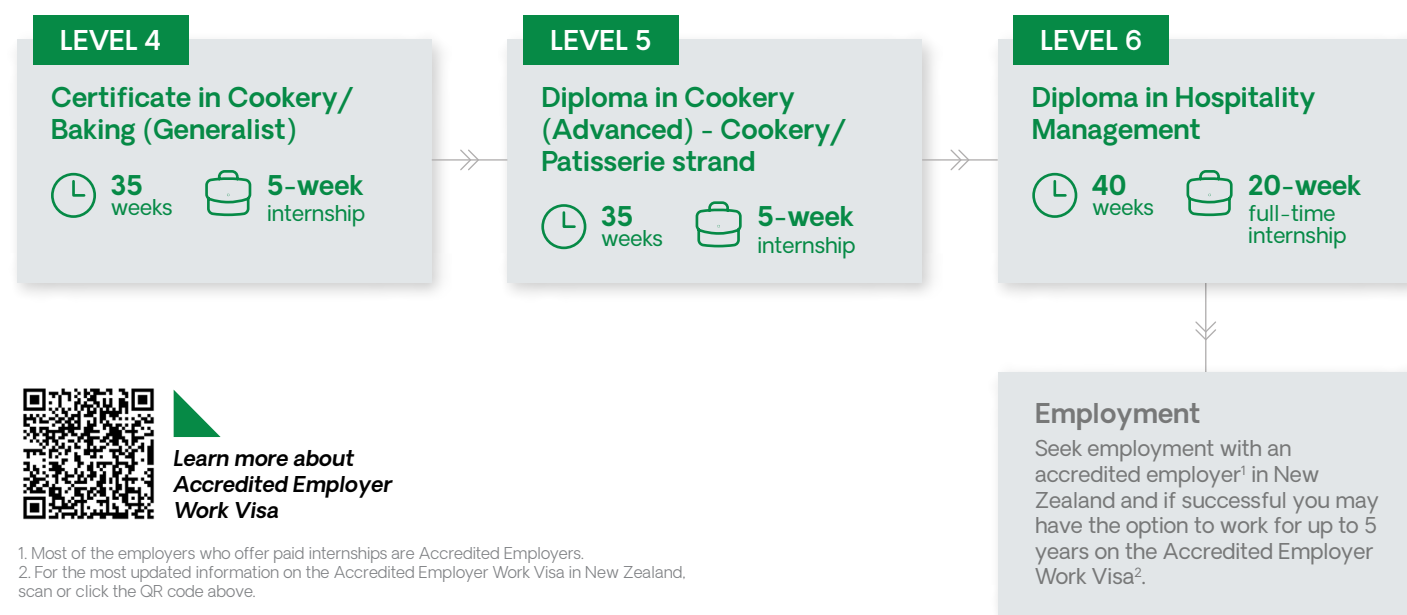 LEVEL 4
Certificate in Cookery/
Baking (Generalist)
35
weeks
5-week
internship
LEVEL 5
Diploma in Cookery
(Advanced) - Cookery/
Patisserie strand
35
weeks
5-week
internship
LEVEL 6
Diploma in Hospitality
Management
40
weeks
20-week
full-time
internship
Employment
Seek employment with an
accredited employer¹ in New
Zealand and if successful you may
have the option to work for up to 5
years on the Accredited Employer
Work Visa².
Learn more about
Accredited Employer
Work Visa
1. Most of the employers who offer paid internships are Accredited Employers.
2. For the most updated information on the Accredited Employer Work Visa in New Zealand,
scan or click the QR code above.